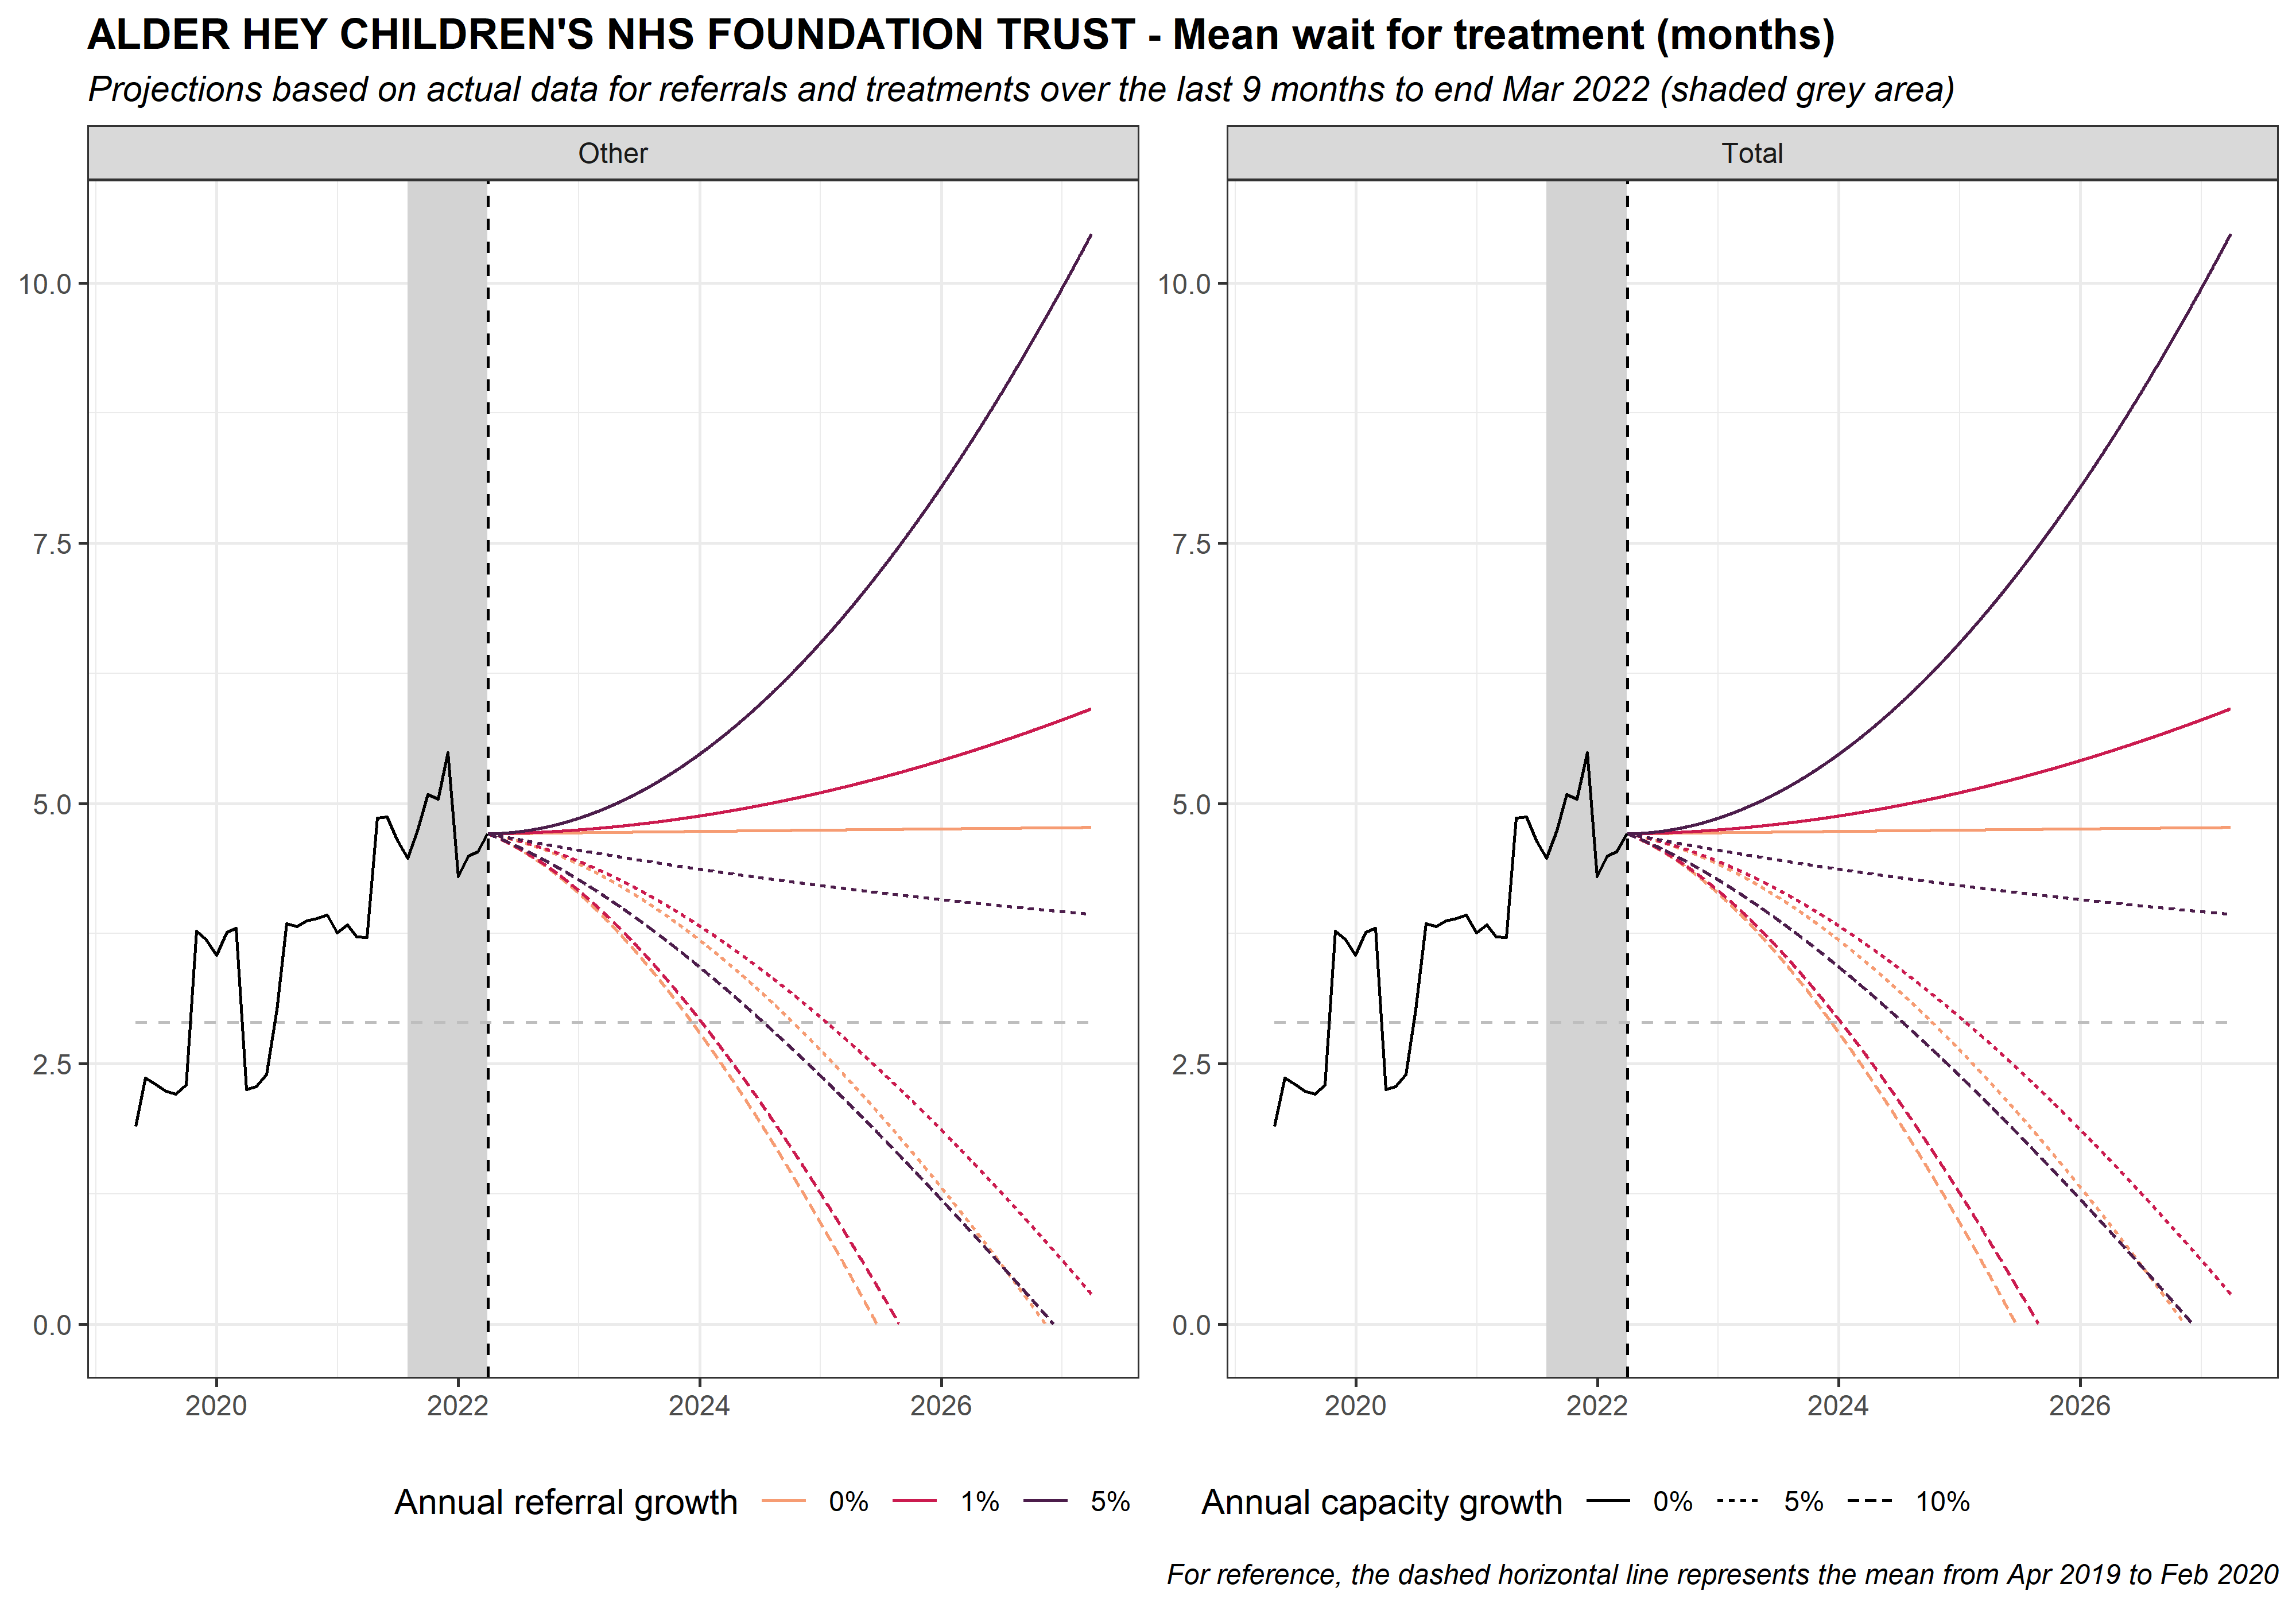 ALDER HEY CHILDREN'S NHS FOUNDATION TRUST - Mean wait for treatment (months)
Projections based on actual data for referrals and treatments over the last 9 months to end Mar 2022 (shaded grey area)
Other
Total
10.0
7.5
5.0
2.5
0.0
10.0
7.5
5.0
2.5
0.0
2020 2022 2024 2026
2020 2022 2024 2026
Annual referral growth 0% 1% 5%
Annual capacity growth 0% 5% 10%
For reference, the dashed horizontal line represents the mean from Apr 2019 to Feb 2020